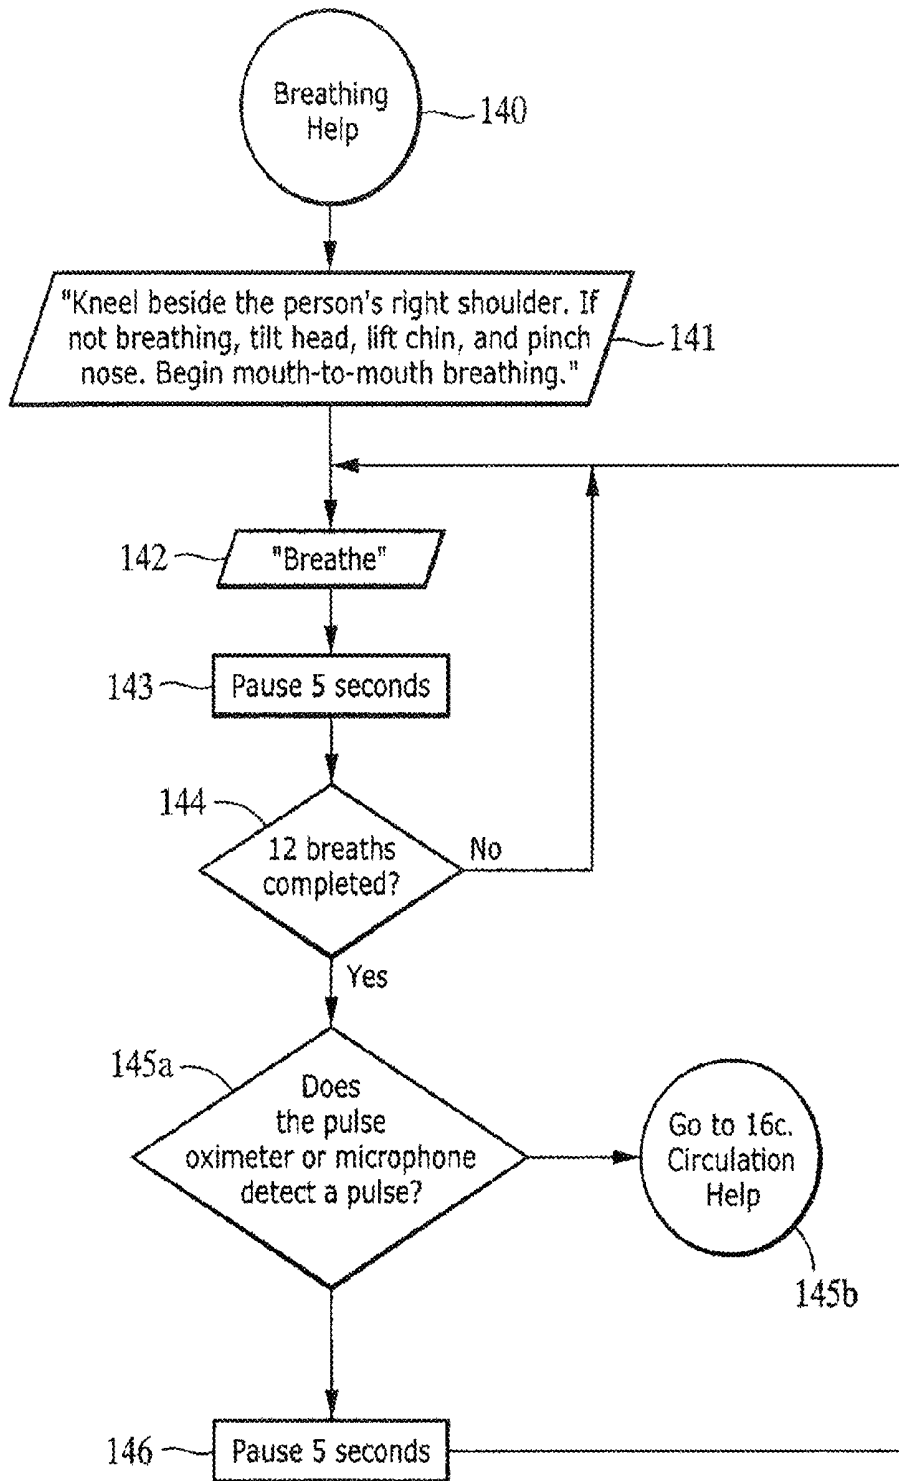 Breathing
Help
140
"Kneel beside the person's right shoulder. If
not breathing, tilt head, lift chin, and pinch
nose. Begin mouth-to-mouth breathing."
141
142
"Breathe"
143
Pause 5 seconds
144
12 breaths
completed?
No
Yes
145a
Does
the pulse
oximeter or microphone
detect a pulse?
Go to 16c.
Circulation
Help
145b
146
Pause 5 seconds